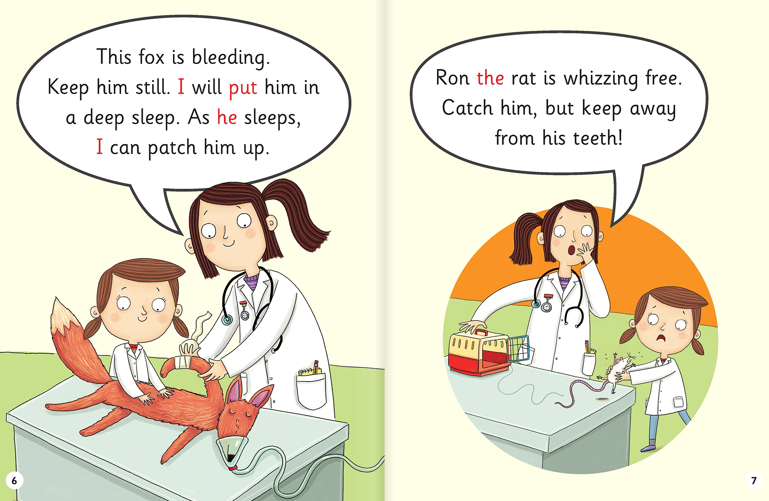 This fox is bleeding.
Keep him still. I will put him in
a deep sleep. As he sleeps,
I can patch him up.
6
Ron the rat is whizzing free.
Catch him, but keep away
from his teeth!
7